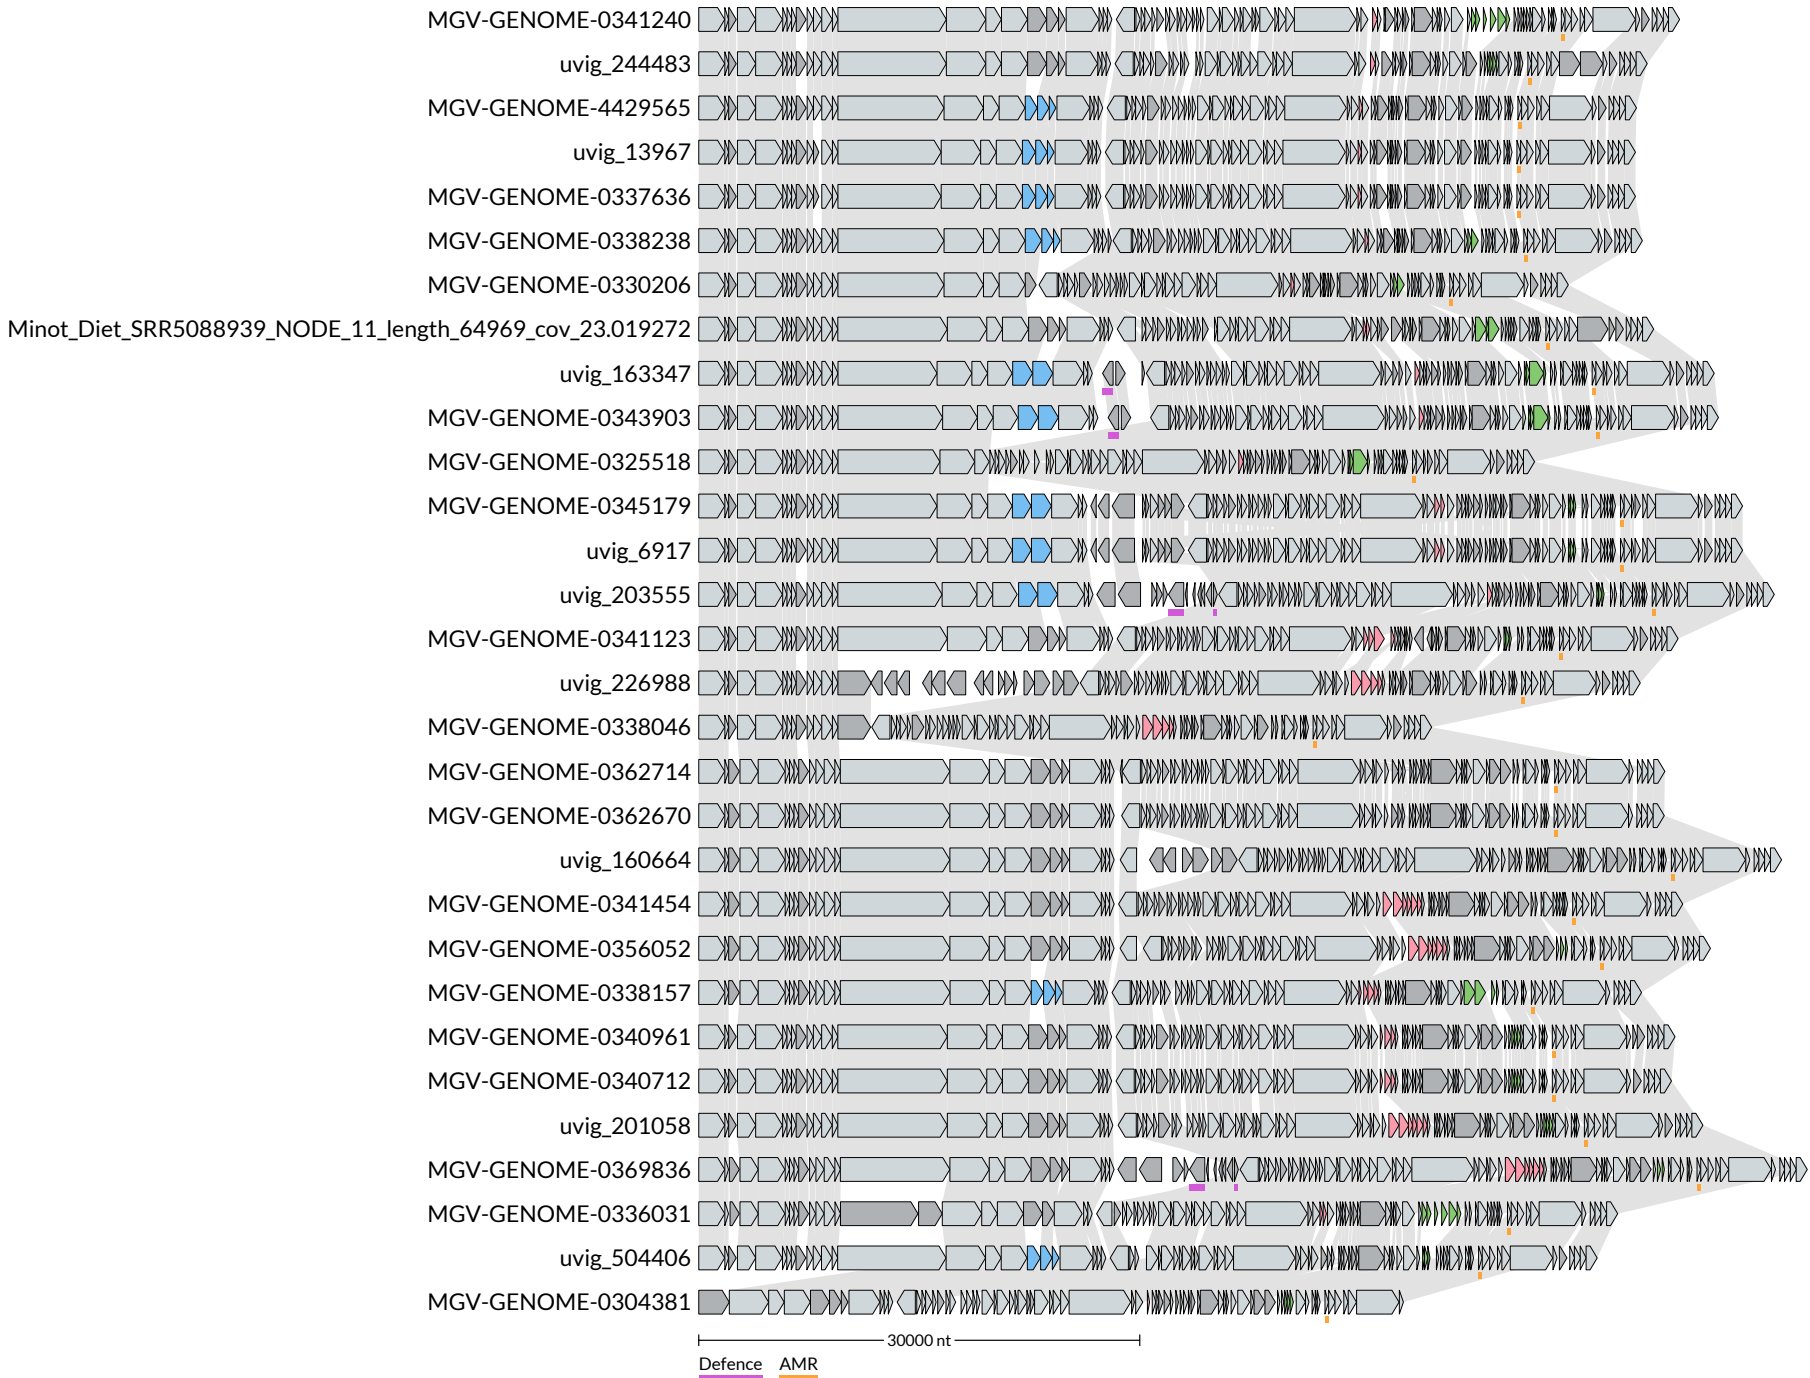 MGV-GENOME-0341240
uvig_244483
MGV-GENOME-4429565
uvig_13967
MGV-GENOME-0337636
MGV-GENOME-0338238
MGV-GENOME-0330206
Minot_Diet_SRR5088939_NODE_11_length_64969_cov_23.019272
uvig_163347
MGV-GENOME-0343903
MGV-GENOME-0325518
MGV-GENOME-0345179
uvig_6917
uvig_203555
MGV-GENOME-0341123
uvig_226988
MGV-GENOME-0338046
MGV-GENOME-0362714
MGV-GENOME-0362670
uvig_160664
MGV-GENOME-0341454
MGV-GENOME-0356052
MGV-GENOME-0338157
MGV-GENOME-0340961
MGV-GENOME-0340712
uvig_201058
MGV-GENOME-0369836
MGV-GENOME-0336031
uvig_504406
MGV-GENOME-0304381
30000 nt
Defence AMR